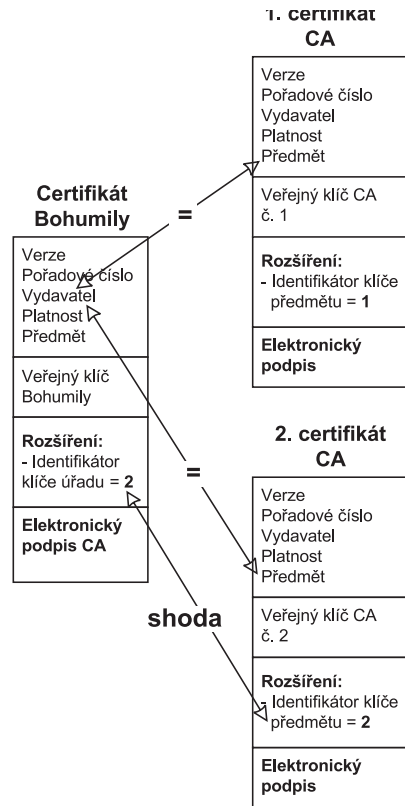 1. certifikát
CA
Verze
Pořadové číslo
Vydavatel
Platnost
Předmět
Veřejný klíč CA
č. 1
Rozšíření:
- Identifikátor klíče
předmětu = 1
Elektronický
podpis
Certifikát
Bohumily
Verze
Pořadové číslo
Vydavatel
Platnost
Předmět
Veřejný klíč
Bohumily
Rozšíření:
- Identifikátor
klíče úřadu = 2
Elektronický
podpis CA
=
=
shoda
2. certifikát
CA
Verze
Pořadové číslo
Vydavatel
Platnost
Předmět
Veřejný klíč CA
č. 2
Rozšíření:
- Identifikátor klíče
předmětu = 2
Elektronický
podpis